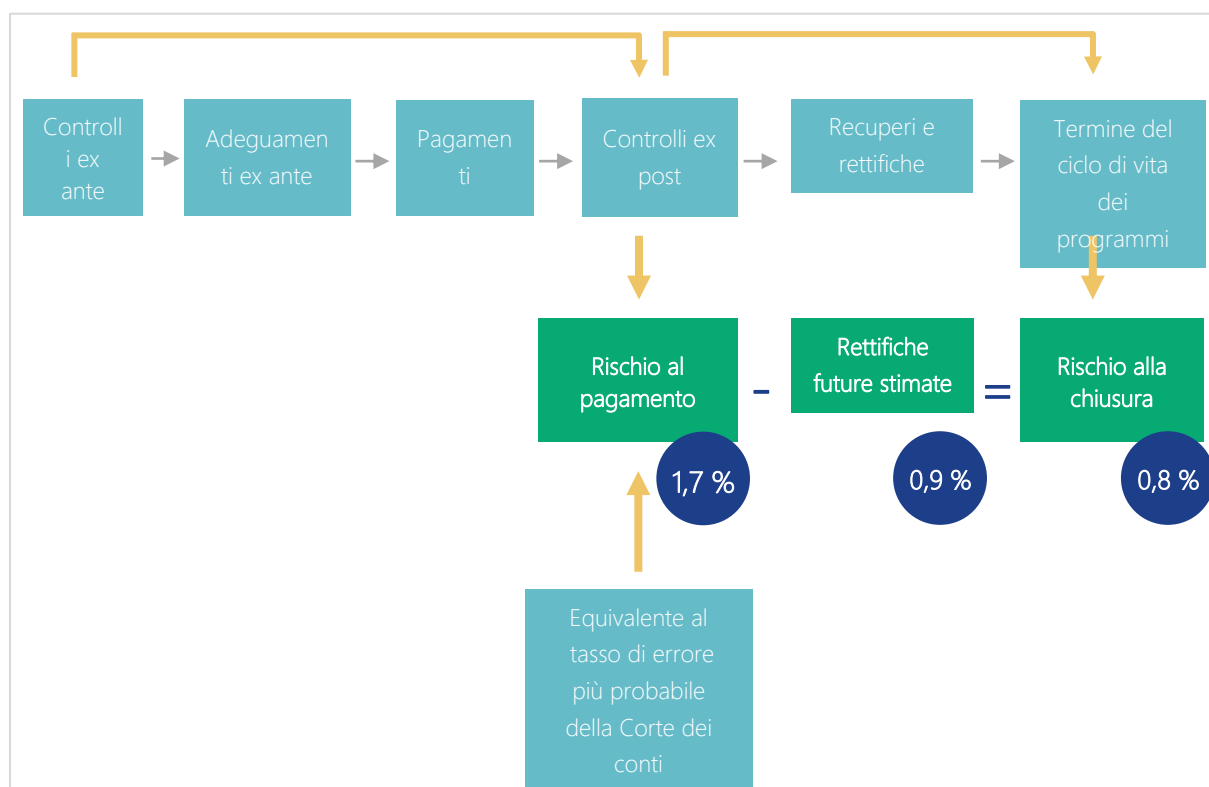 Controll
i ex
ante
Adeguamen
ti ex ante
Pagamen
ti
Controlli ex
post
Recuperi e
rettifiche
Termine del
ciclo di vita
dei
programmi
Rischio al
pagamento
-
Rettifiche
future stimate
=
Rischio alla
chiusura
1,7 %
0,9 %
0,8 %
Equivalente al
tasso di errore
più probabile
della Corte dei
conti